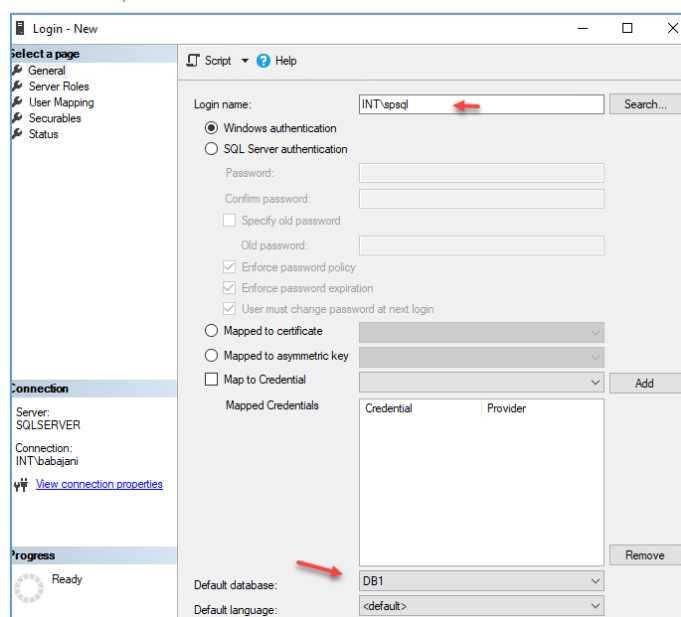 Login - New
Select a page
General
Server Roles
User Mapping
Securables
Status
Script Help
Login name: INT\spsql Search...
Windows authentication
SQL Server authentication
Password:
Confirm password:
Specify old password
Old password:
Enforce password policy
Enforce password expiration
User must change password at next login
Mapped to certificate
Mapped to asymmetric key
Map to Credential Add
Mapped Credentials Credential Provider
Remove
Default database: DB1
Default language: <default>
Connection
Server:
SQLSERVER
Connection:
INT\babajani
View connection properties
Progress
Ready